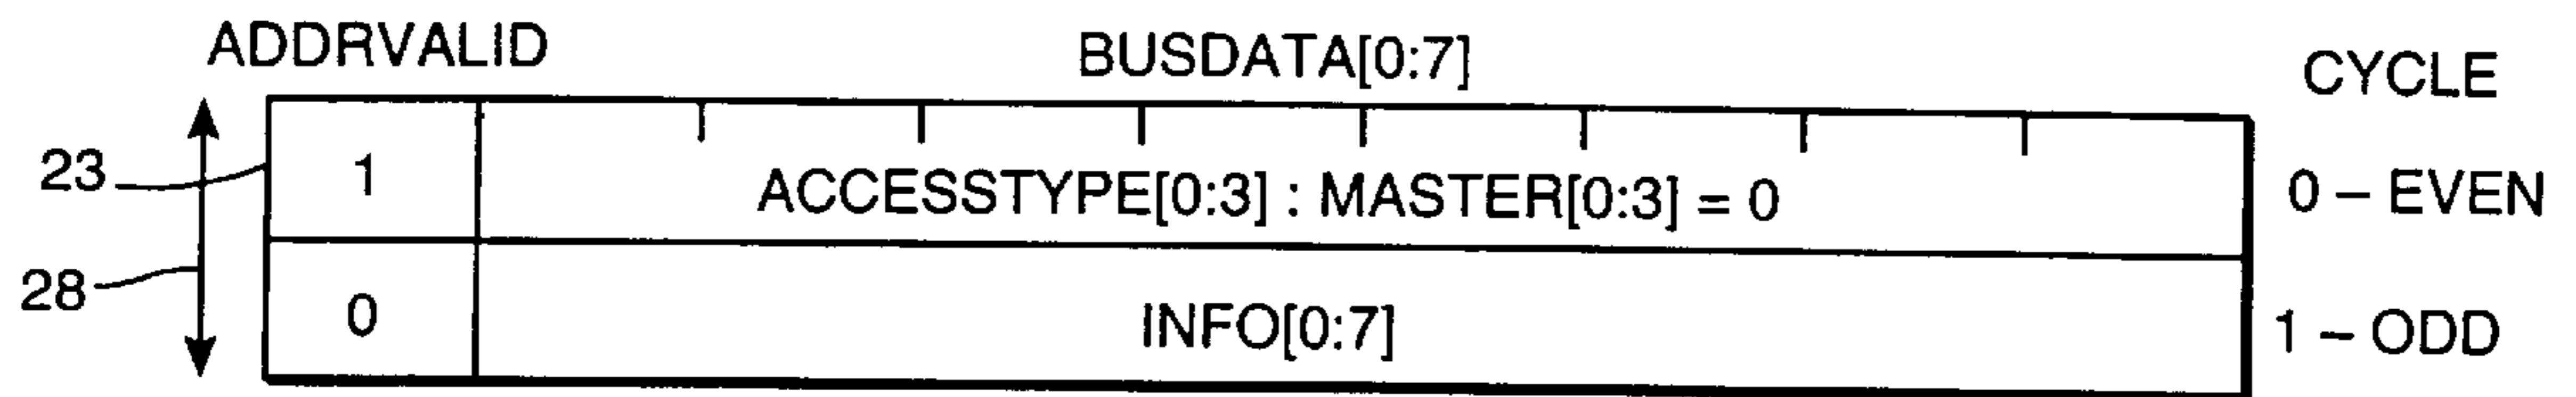 ADDRVALID BUSDATA[0:7] CYCLE
23 1 ACCESSTYPE[0:3] : MASTER[0:3] = 0 0 – EVEN
28 0 INFO[0:7] 1 – ODD